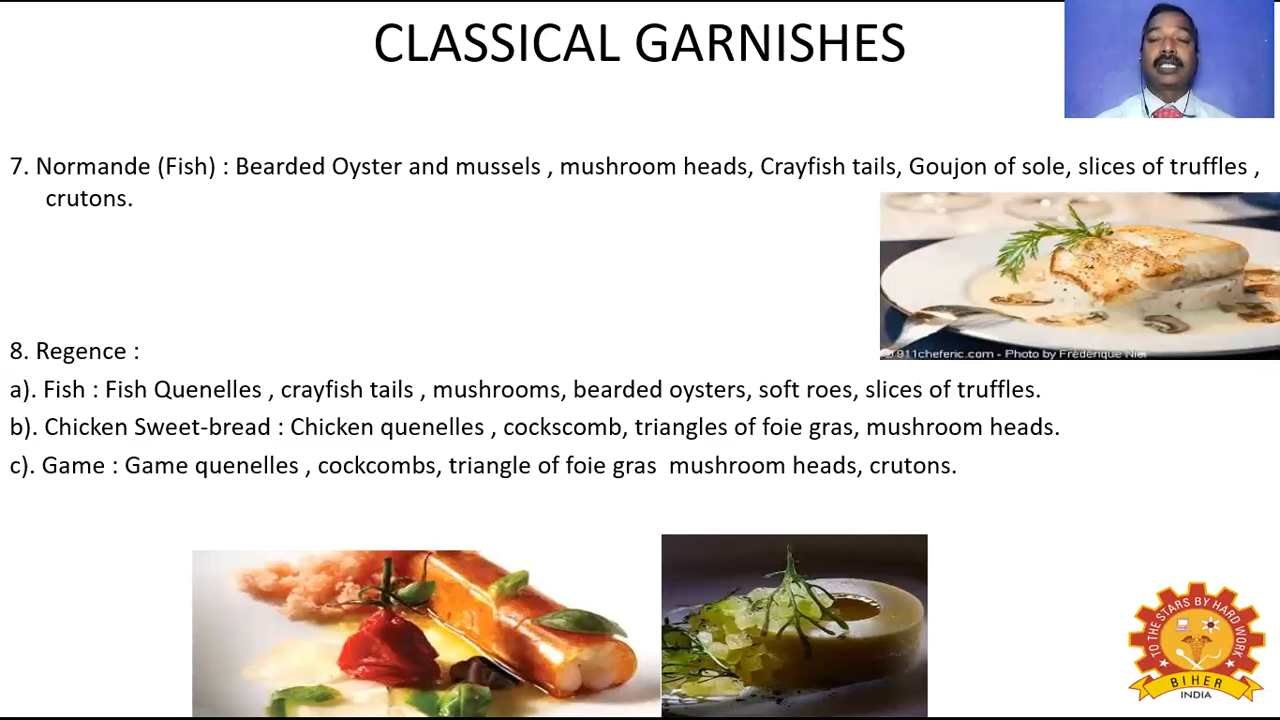 CLASSICAL GARNISHES
7. Normande (Fish) : Bearded Oyster and mussels , mushroom heads, Crayfish tails, Goujon of sole, slices of truffles ,
crutons.
911cheferic.com - Photo by Frédérique Nie
8. Regence :
a). Fish : Fish Quenelles , crayfish tails , mushrooms, bearded oysters, soft roes, slices of truffles.
b). Chicken Sweet-bread : Chicken quenelles , cockscomb, triangles of foie gras, mushroom heads.
c). Game : Game quenelles , cockcombs, triangle of foie gras mushroom heads, crutons.
TO THE STARS BY HARD WORK
BIHER
INDIA